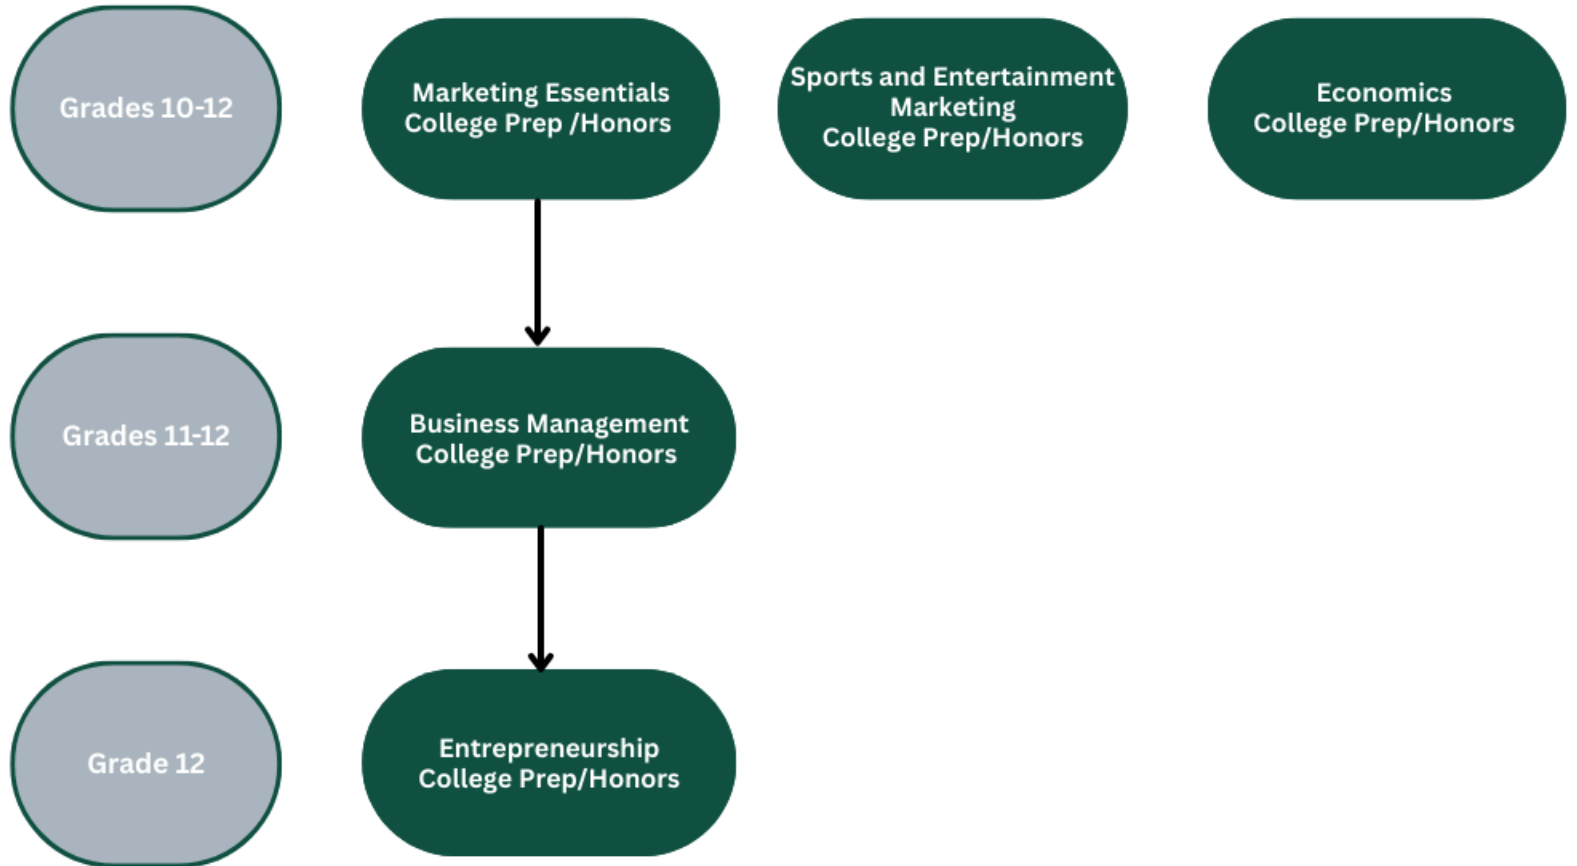 Grades 10-12
Marketing Essentials
College Prep /Honors
Sports and Entertainment
Marketing
College Prep/Honors
Economics
College Prep/Honors
Grades 11-12
Business Management
College Prep/Honors
Grade 12
Entrepreneurship
College Prep/Honors